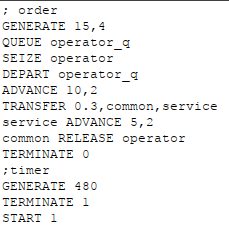 ; order
GENERATE 15,4
QUEUE operator_q
SEIZE operator
DEPART operator_q
ADVANCE 10,2
TRANSFER 0.3,common,service
service ADVANCE 5,2
common RELEASE operator
TERMINATE 0
;timer
GENERATE 480
TERMINATE 1
START 1